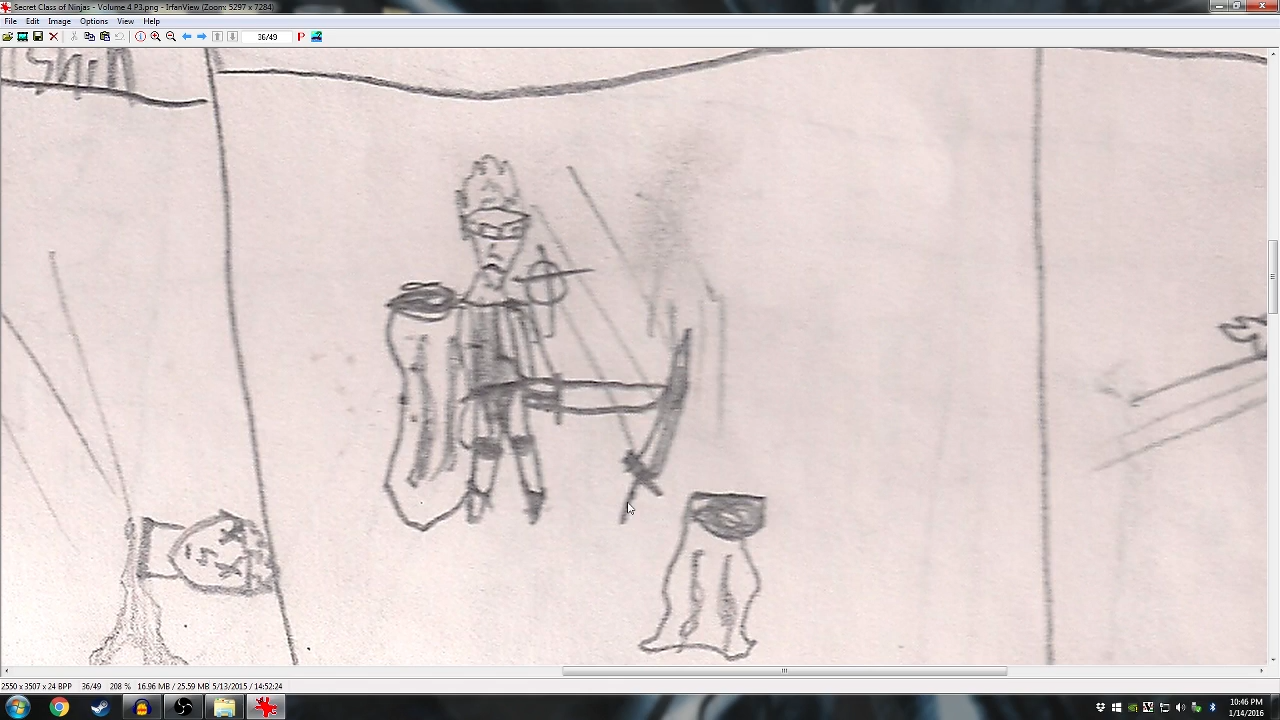 Secret Class of Ninjas - Volume 4 P3.png - IrfanView (Zoom: 5297 x 7284)
File Edit Image Options View Help
36/49
Shin
2550 x 3507 x 24 BPP 36/49 208 % 16.96 MB / 25.59 MB 5/13/2015 / 14:52:24
10:46 PM
1/14/2016